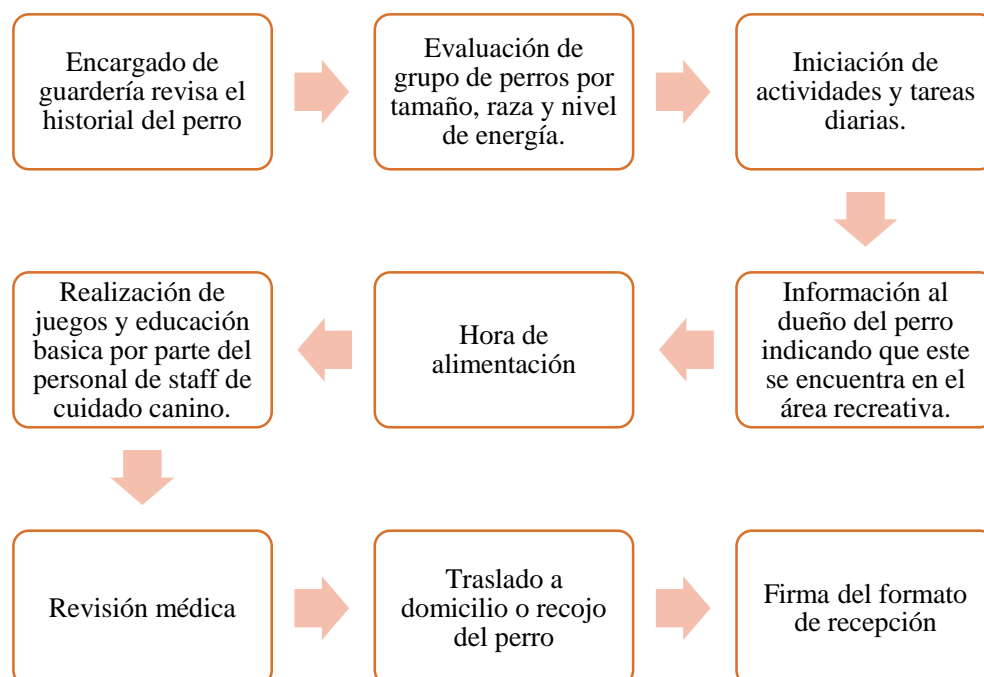 Encargado de
guardería revisa el
historial del perro
Evaluación de
grupo de perros por
tamaño, raza y nivel
de energía.
Iniciación de
actividades y tareas
diarias.
Información al
dueño del perro
indicando que este
se encuentra en el
área recreativa.
Hora de
alimentación
Realización de
juegos y educación
basica por parte del
personal de staff de
cuidado canino.
Revisión médica
Traslado a
domicilio o recojo
del perro
Firma del formato
de recepción